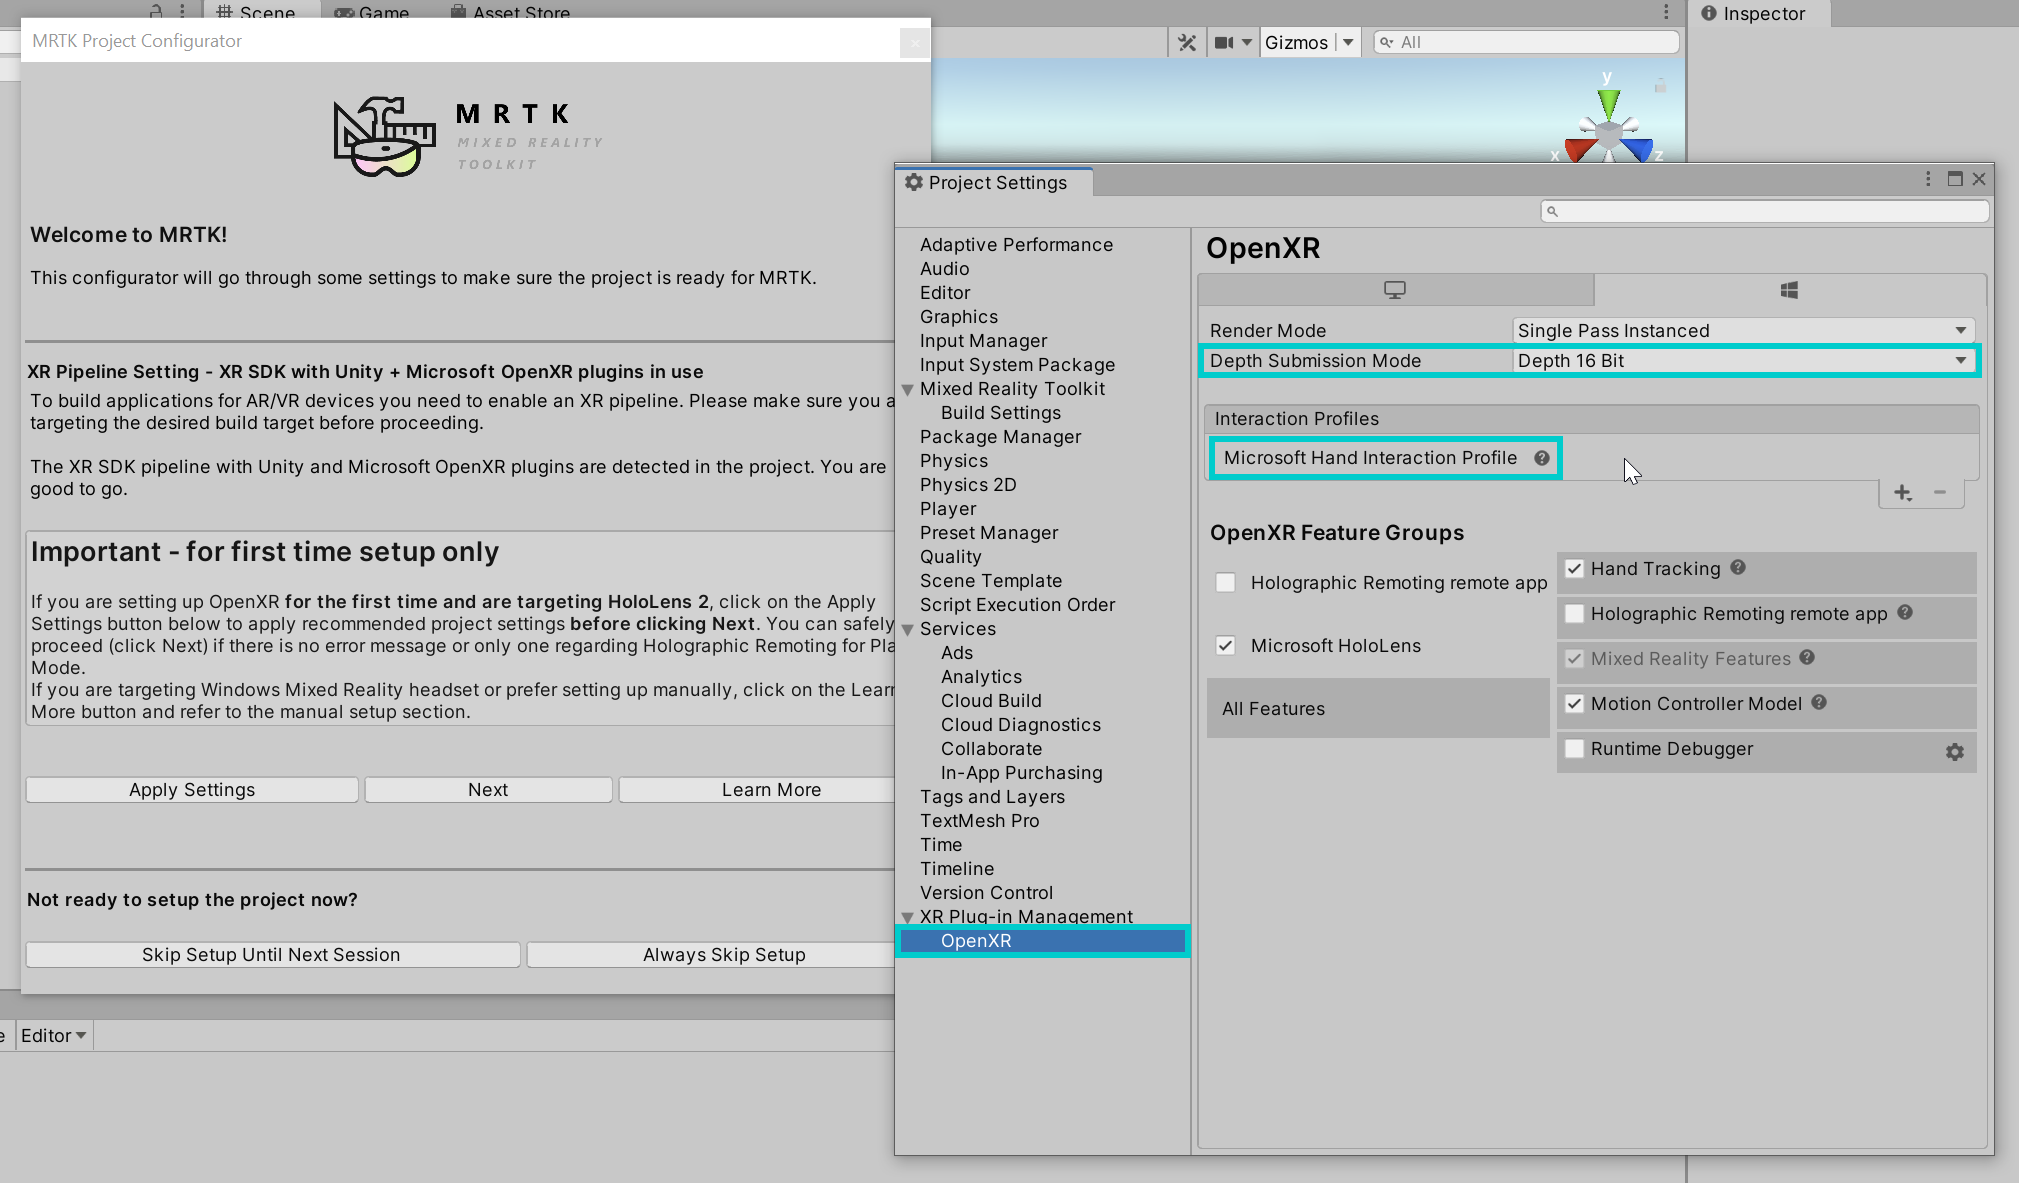 Scene
Game
Asset Store
Inspector
MRTK Project Configurator
Gizmos
All
y
x
z
MRTK
MIXED REALITY
TOOLKIT
Welcome to MRTK!
This configurator will go through some settings to make sure the project is ready for MRTK.
XR Pipeline Setting - XR SDK with Unity + Microsoft OpenXR plugins in use
To build applications for AR/VR devices you need to enable an XR pipeline. Please make sure you a
targeting the desired build target before proceeding.
The XR SDK pipeline with Unity and Microsoft OpenXR plugins are detected in the project. You are
good to go.
Important - for first time setup only
If you are setting up OpenXR for the first time and are targeting HoloLens 2, click on the Apply
Settings button below to apply recommended project settings before clicking Next. You can safely
proceed (click Next) if there is no error message or only one regarding Holographic Remoting for Pla
Mode.
If you are targeting Windows Mixed Reality headset or prefer setting up manually, click on the Learn
More button and refer to the manual setup section.
Apply Settings
Next
Learn More
Not ready to setup the project now?
Skip Setup Until Next Session
Always Skip Setup
e
Editor
Project Settings
Adaptive Performance
Audio
Editor
Graphics
Input Manager
Input System Package
Mixed Reality Toolkit
Build Settings
Package Manager
Physics
Physics 2D
Player
Preset Manager
Quality
Scene Template
Script Execution Order
Services
Ads
Analytics
Cloud Build
Cloud Diagnostics
Collaborate
In-App Purchasing
Tags and Layers
TextMesh Pro
Time
Timeline
Version Control
XR Plug-in Management
OpenXR
OpenXR
Render Mode
Single Pass Instanced
Depth Submission Mode
Depth 16 Bit
Interaction Profiles
Microsoft Hand Interaction Profile
OpenXR Feature Groups
Holographic Remoting remote app
Microsoft HoloLens
All Features
Hand Tracking
Holographic Remoting remote app
Mixed Reality Features
Motion Controller Model
Runtime Debugger